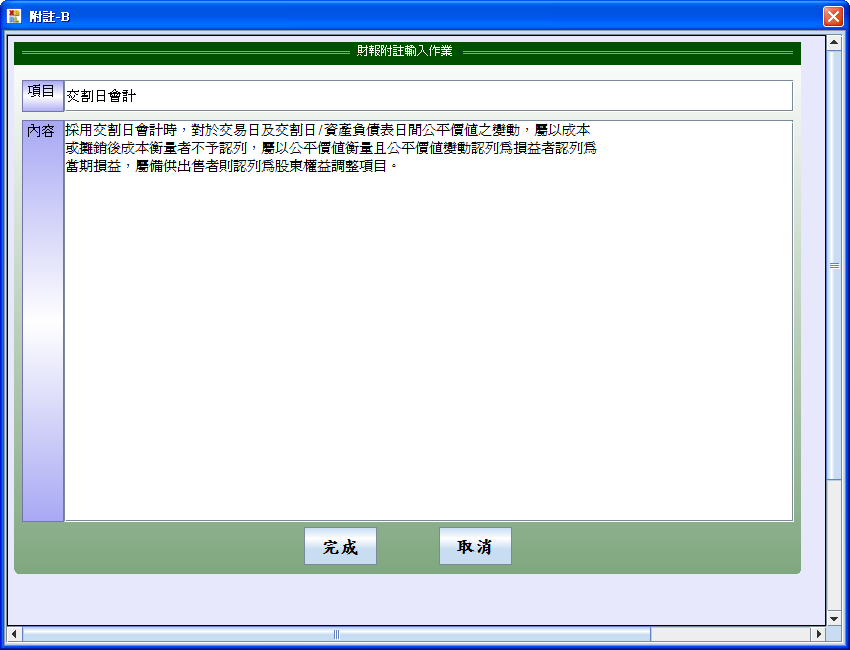 附註-B
財報附註輸入作業
項目
交割日會計
內容
採用交割日會計時，對於交易日及交割日/資產負債表日間公平價值之變動，屬以成本
或攤銷後成本衡量者不予認列，屬以公平價值衡量且公平價值變動認列為損益者認列為
當期損益，屬備供出售者則認列為股東權益調整項目。
完成
取消